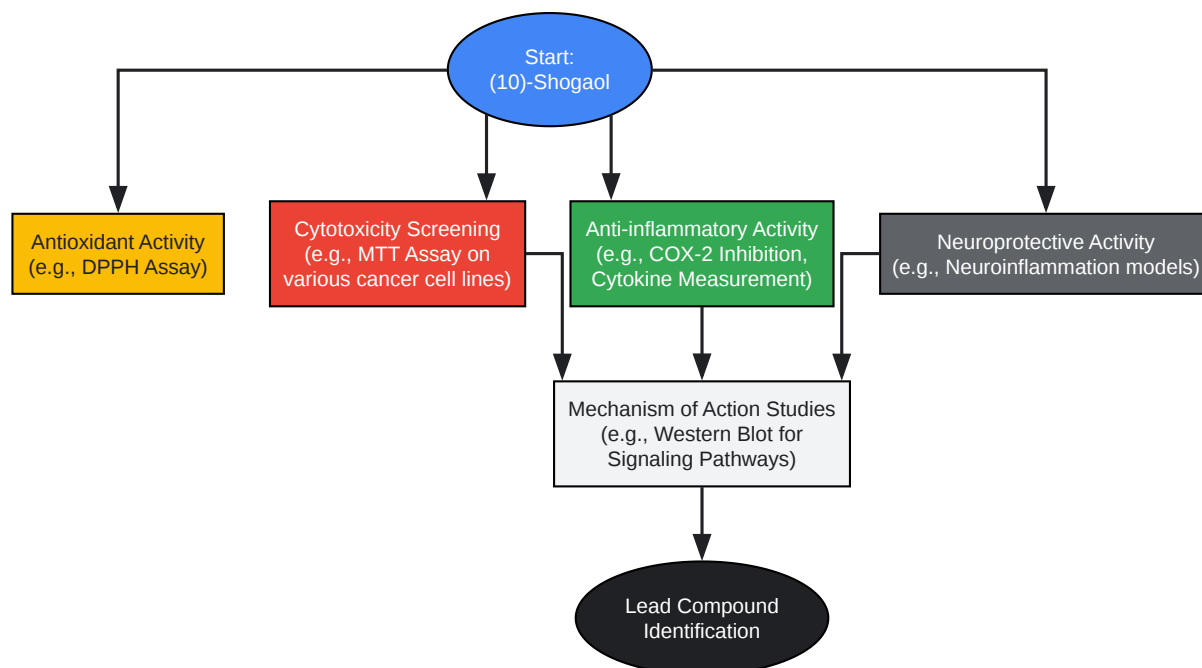 Start:
(10)-Shogaol
Antioxidant Activity
(e.g., DPPH Assay)
Cytotoxicity Screening
(e.g., MTT Assay on
various cancer cell lines)
Anti-inflammatory Activity
(e.g., COX-2 Inhibition,
Cytokine Measurement)
Neuroprotective Activity
(e.g., Neuroinflammation models)
Mechanism of Action Studies
(e.g., Western Blot for
Signaling Pathways)
Lead Compound
Identification